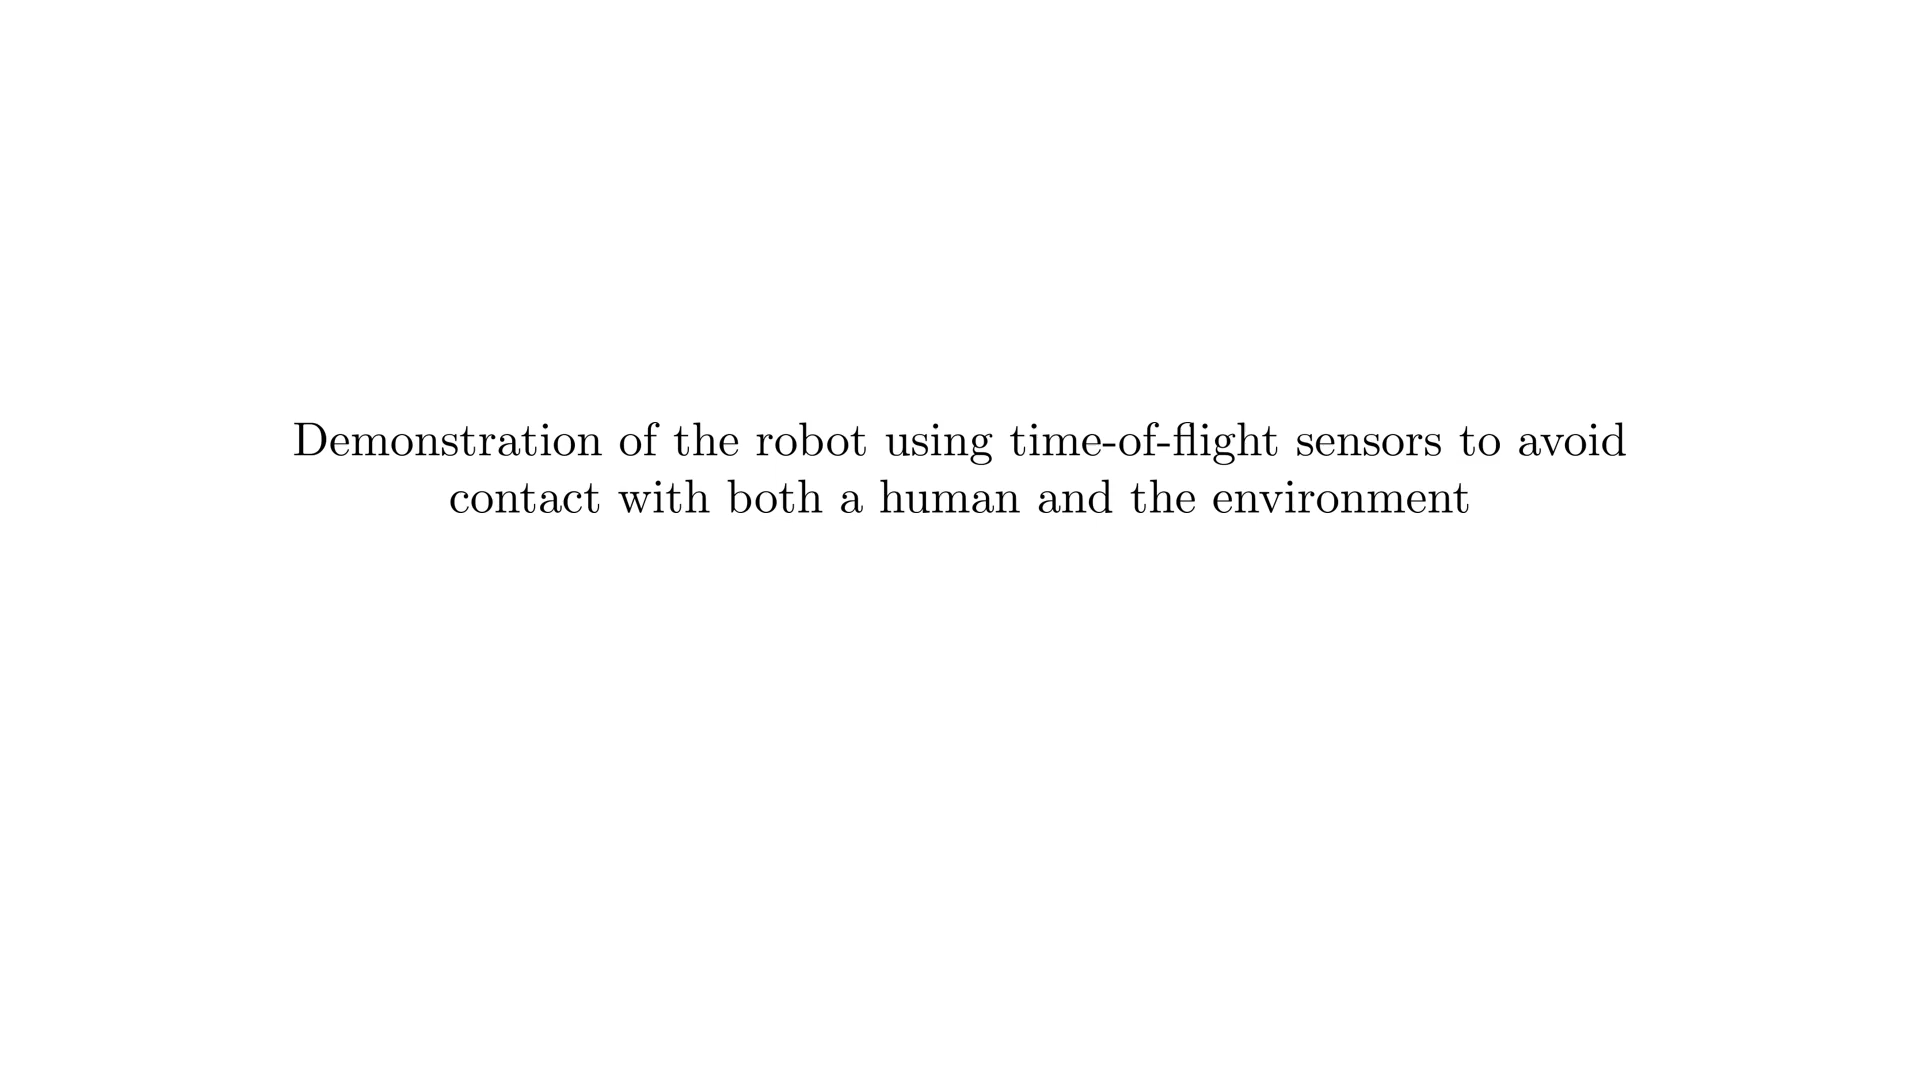 Demonstration of the robot using time-of-flight sensors to avoid
contact with both a human and the environment